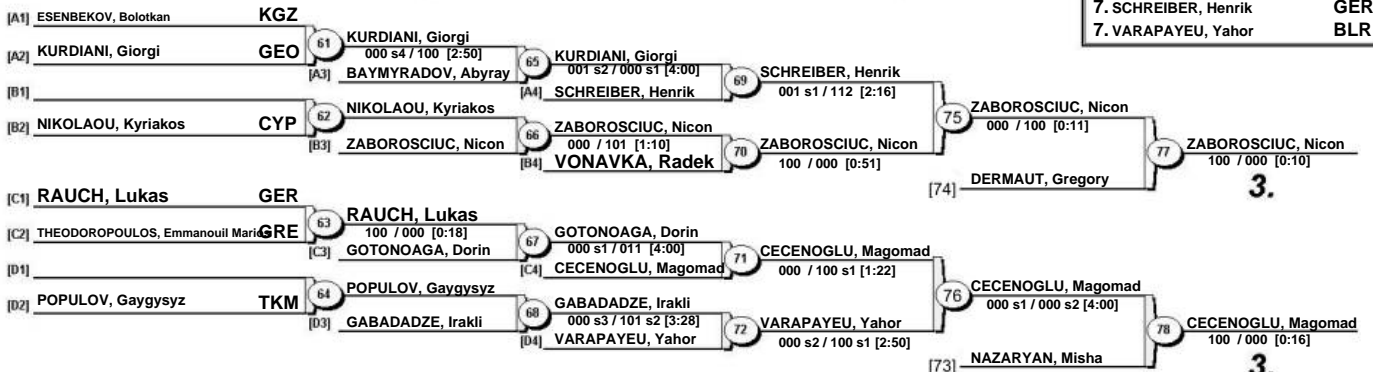 7. SCHREIBER, Henrik GER
7. VARAPAYEU, Yahor BLR
[A1] ESENBEKOV, Bolotkan KGZ
[A2] KURDIANI, Giorgi GEO
61 KURDIANI, Giorgi
000 s4 / 100 [2:50]
[A3] BAYMYRADOV, Abyray
65 KURDIANI, Giorgi
001 s2 / 000 s1 [4:00]
[A4] SCHREIBER, Henrik
69 SCHREIBER, Henrik
001 s1 / 112 [2:16]
[B1]
[B2] NIKOLAOU, Kyriakos CYP
62 NIKOLAOU, Kyriakos
[B3] ZABOROSCIUC, Nicon
66 ZABOROSCIUC, Nicon
000 / 101 [1:10]
[B4] VONAVKA, Radek
70 ZABOROSCIUC, Nicon
100 / 000 [0:51]
75 ZABOROSCIUC, Nicon
000 / 100 [0:11]
[74] DERMAUT, Gregory
77 ZABOROSCIUC, Nicon
100 / 000 [0:10]
3.
[C1] RAUCH, Lukas GER
[C2] THEODOROPOULOS, Emmanouil Marios GRE
63 RAUCH, Lukas
100 / 000 [0:18]
[C3] GOTONOAGA, Dorin
67 GOTONOAGA, Dorin
000 s1 / 011 [4:00]
[C4] CECENOGLU, Magomad
71 CECENOGLU, Magomad
000 / 100 s1 [1:22]
[D1]
[D2] POPULOV, Gaygysyz TKM
64 POPULOV, Gaygysyz
[D3] GABADADZE, Irakli
68 GABADADZE, Irakli
000 s3 / 101 s2 [3:28]
[D4] VARAPAYEU, Yahor
72 VARAPAYEU, Yahor
000 s2 / 100 s1 [2:50]
76 CECENOGLU, Magomad
000 s1 / 000 s2 [4:00]
[73] NAZARYAN, Misha
78 CECENOGLU, Magomad
100 / 000 [0:16]
3.